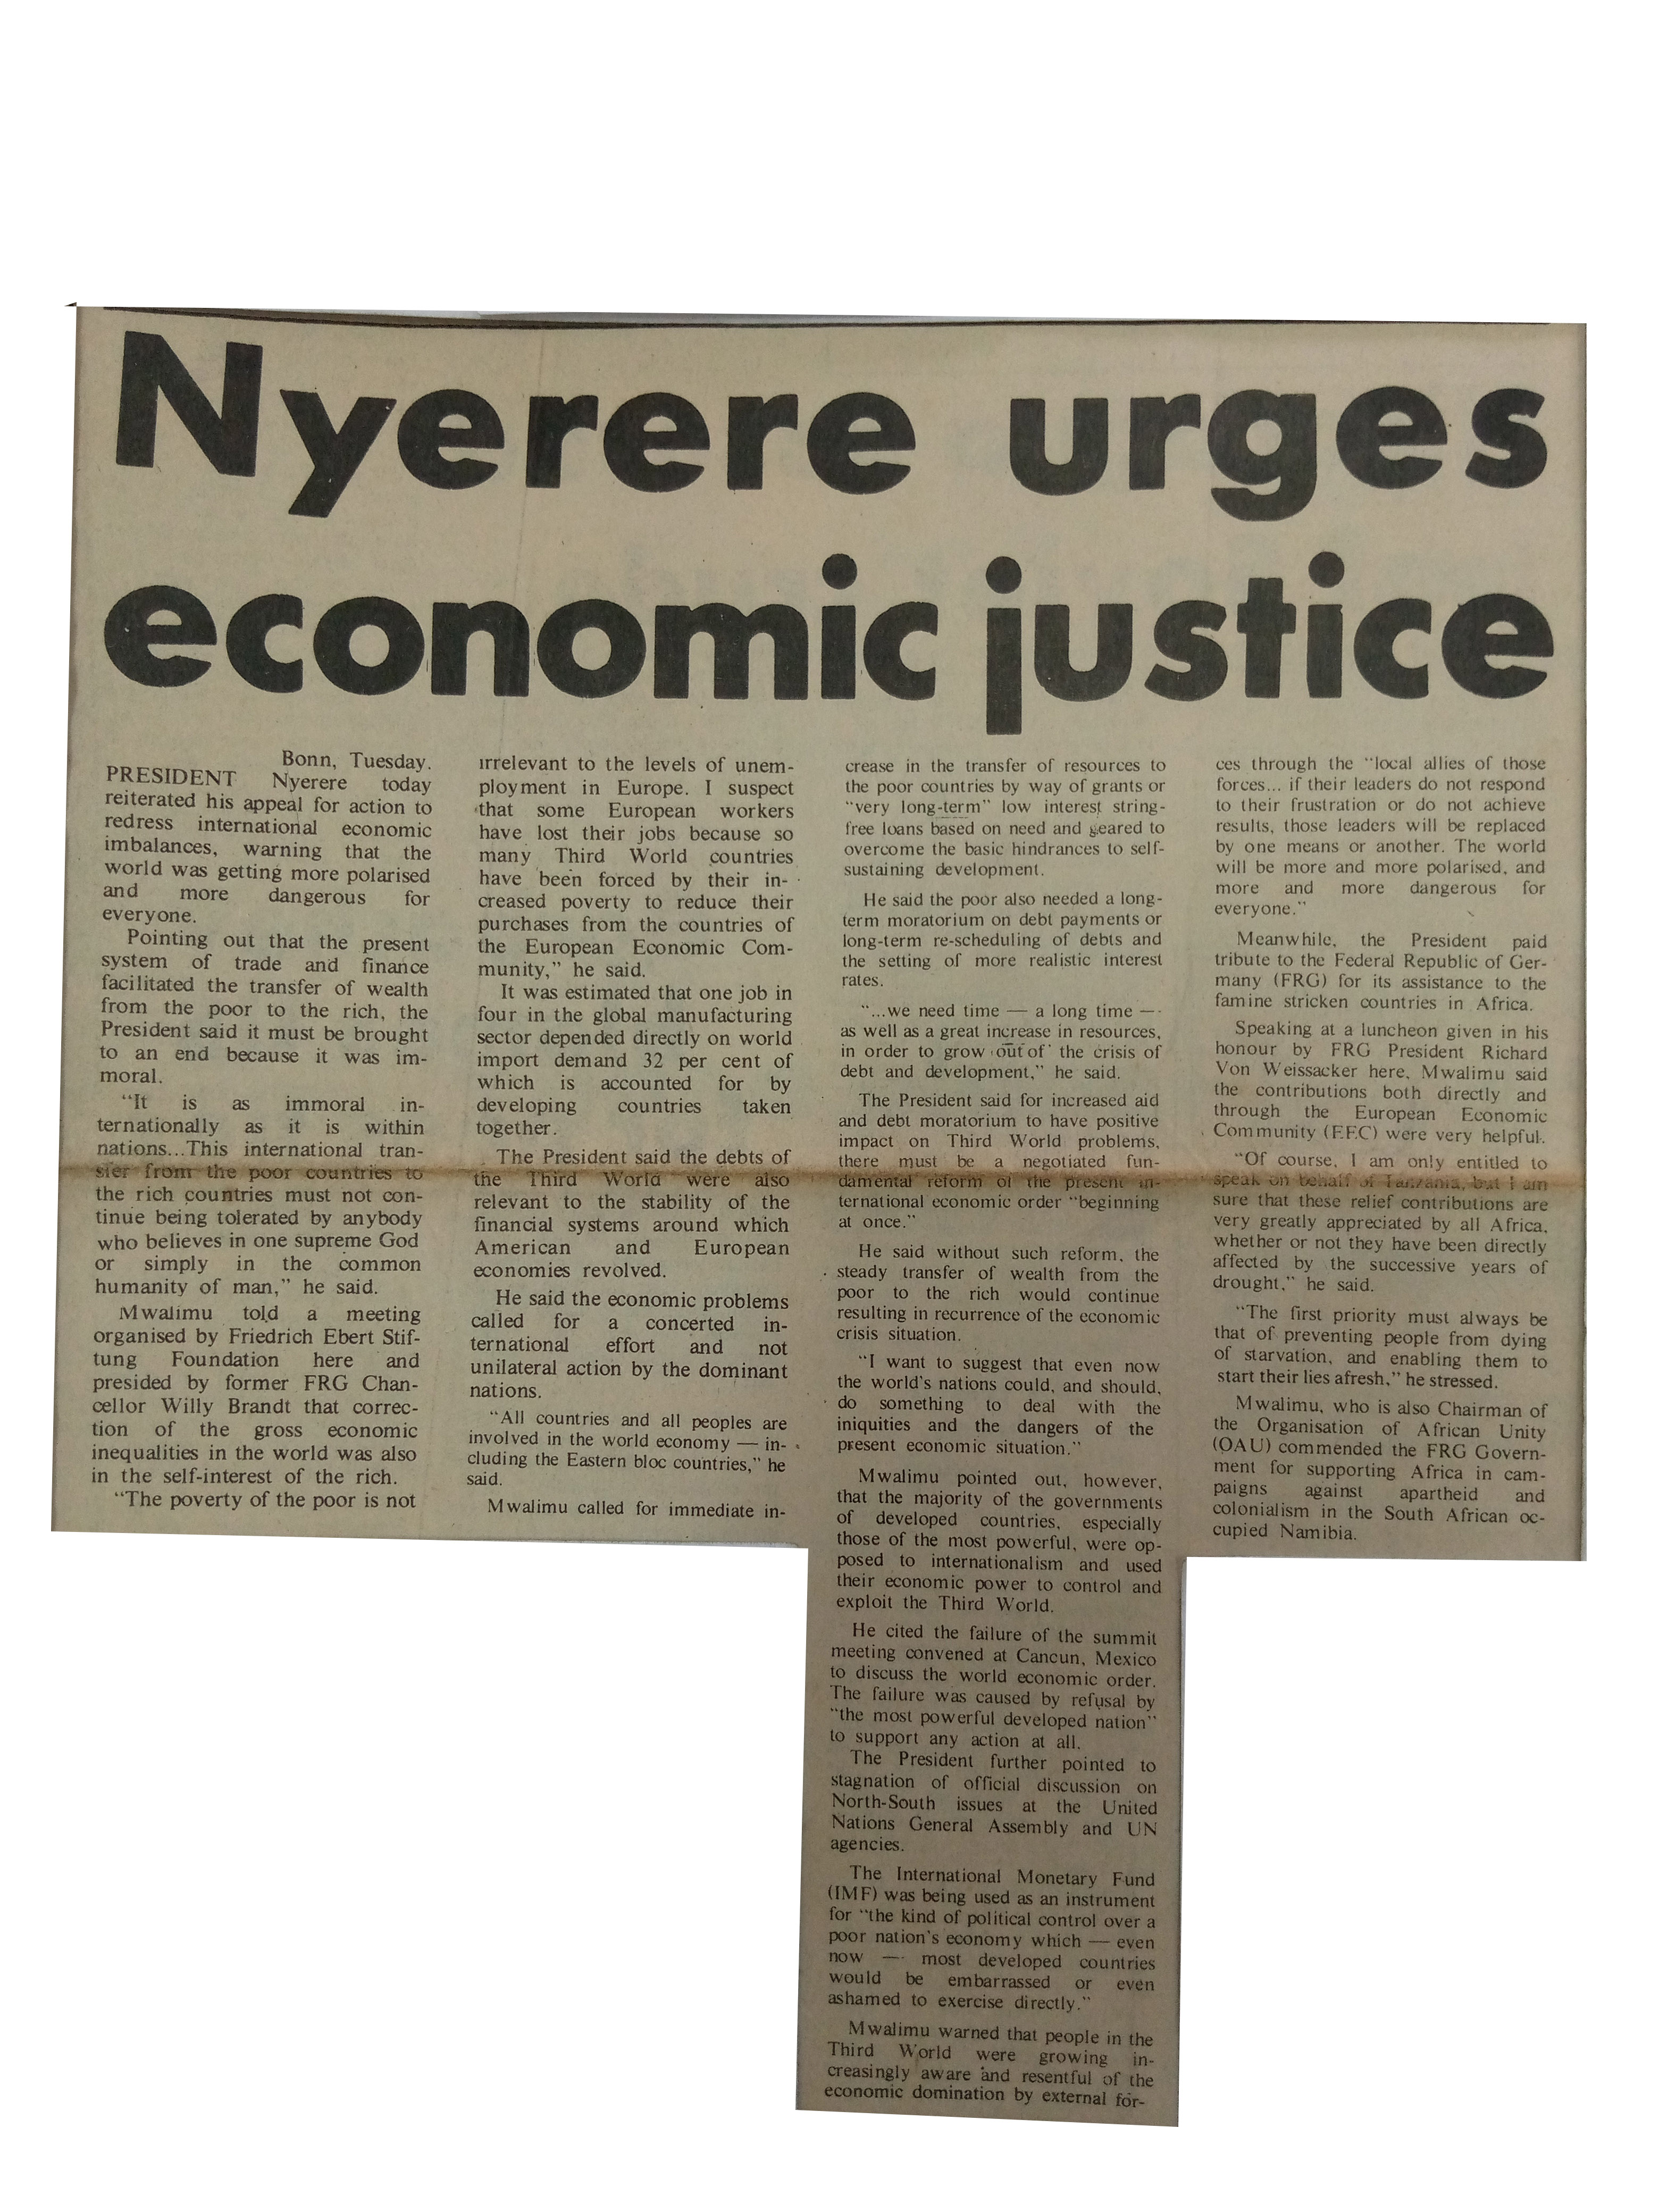 Nyerere urges
economic justice
Bonn, Tuesday.
PRESIDENT Nyerere today
reiterated his appeal for action to
redress international economic
imbalances, warning that the
world was getting more polarised
and more dangerous for
everyone.
Pointing out that the present
system of trade and finance
facilitated the transfer of wealth
from the poor to the rich, the
President said it must be brought
to an end because it was im-
moral.
“It is as immoral in-
ternationally as it is within
nations...This international tran-
sfer from the poor countries to
the rich countries must not con-
tinue being tolerated by anybody
who believes in one supreme God
or simply in the common
humanity of man,” he said.
Mwalimu told a meeting
organised by Friedrich Ebert Stif-
tung Foundation here and
presided by former FRG Chan-
cellor Willy Brandt that correc-
tion of the gross economic
inequalities in the world was also
in the self-interest of the rich.
“The poverty of the poor is not
irrelevant to the levels of unem-
ployment in Europe. I suspect
that some European workers
have lost their jobs because so
many Third World countries
have been forced by their in-
creased poverty to reduce their
purchases from the countries of
the European Economic Com-
munity,” he said.
It was estimated that one job in
four in the global manufacturing
sector depended directly on world
import demand 32 per cent of
which is accounted for by
developing countries taken
together.
The President said the debts of
the Third World were also
relevant to the stability of the
financial systems around which
American and European
economies revolved.
He said the economic problems
called for a concerted in-
ternational effort and not
unilateral action by the dominant
nations.
“All countries and all peoples are
involved in the world economy — in-
cluding the Eastern bloc countries,” he
said.
Mwalimu called for immediate in-
crease in the transfer of resources to
the poor countries by way of grants or
“very long-term” low interest string-
free loans based on need and geared to
overcome the basic hindrances to self-
sustaining development.
He said the poor also needed a long-
term moratorium on debt payments or
long-term re-scheduling of debts and
the setting of more realistic interest
rates.
“...we need time — a long time —
as well as a great increase in resources,
in order to grow out of the crisis of
debt and development,” he said.
The President said for increased aid
and debt moratorium to have positive
impact on Third World problems,
there must be a negotiated fun-
damental reform of the present in-
ternational economic order “beginning
at once.”
He said without such reform, the
steady transfer of wealth from the
poor to the rich would continue
resulting in recurrence of the economic
crisis situation.
“I want to suggest that even now
the world's nations could, and should,
do something to deal with the
iniquities and the dangers of the
present economic situation.”
Mwalimu pointed out, however,
that the majority of the governments
of developed countries, especially
those of the most powerful, were op-
posed to internationalism and used
their economic power to control and
exploit the Third World.
He cited the failure of the summit
meeting convened at Cancun, Mexico
to discuss the world economic order.
The failure was caused by refusal by
“the most powerful developed nation”
to support any action at all.
The President further pointed to
stagnation of official discussion on
North-South issues at the United
Nations General Assembly and UN
agencies.
The International Monetary Fund
(IMF) was being used as an instrument
for “the kind of political control over a
poor nation's economy which — even
now — most developed countries
would be embarrassed or even
ashamed to exercise directly.”
Mwalimu warned that people in the
Third World were growing in-
creasingly aware and resentful of the
economic domination by external for-
ces through the “local allies of those
forces... if their leaders do not respond
to their frustration or do not achieve
results, those leaders will be replaced
by one means or another. The world
will be more and more polarised, and
more and more dangerous for
everyone.”
Meanwhile, the President paid
tribute to the Federal Republic of Ger-
many (FRG) for its assistance to the
famine stricken countries in Africa.
Speaking at a luncheon given in his
honour by FRG President Richard
Von Weissacker here, Mwalimu said
the contributions both directly and
through the European Economic
Community (EEC) were very helpful.
“Of course, I am only entitled to
speak on behalf of Tanzania, but I am
sure that these relief contributions are
very greatly appreciated by all Africa,
whether or not they have been directly
affected by the successive years of
drought,” he said.
“The first priority must always be
that of preventing people from dying
of starvation, and enabling them to
start their lies afresh,” he stressed.
Mwalimu, who is also Chairman of
the Organisation of African Unity
(OAU) commended the FRG Govern-
ment for supporting Africa in cam-
paigns against apartheid and
colonialism in the South African oc-
cupied Namibia.